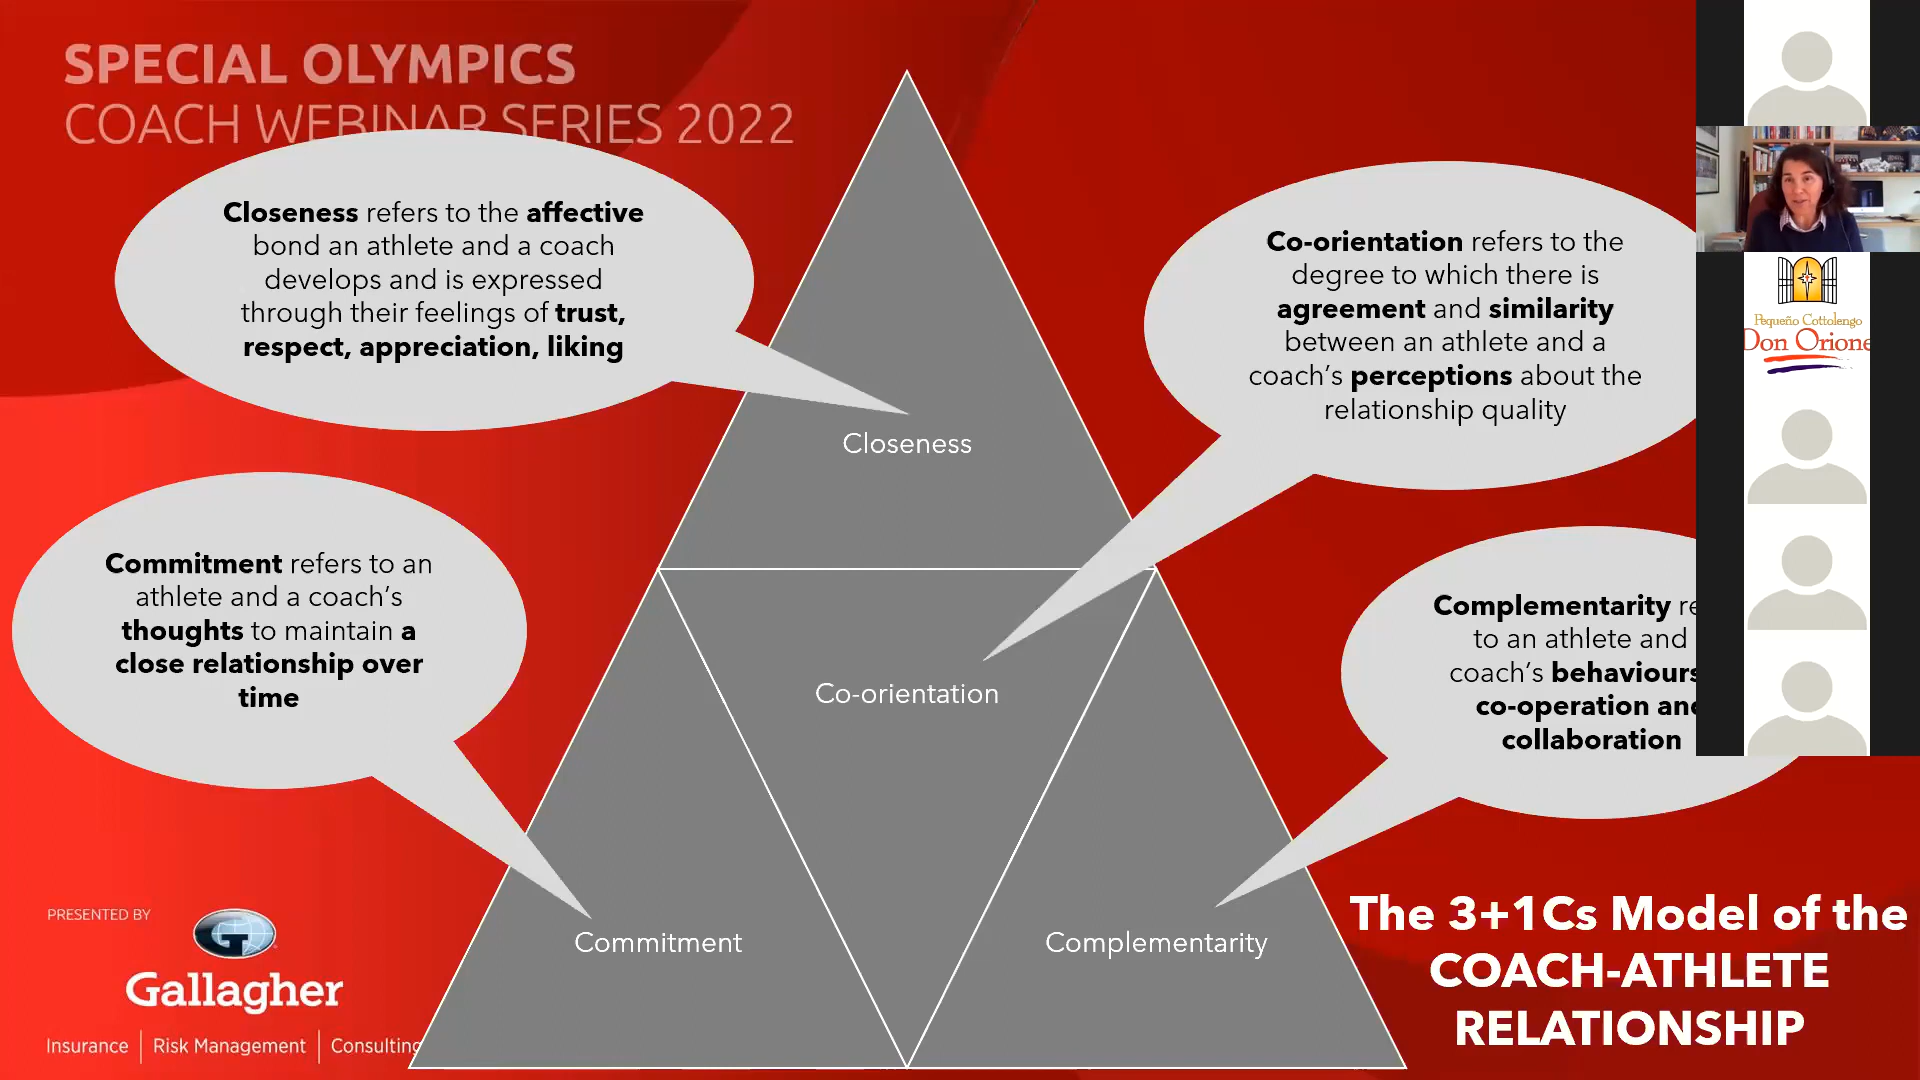 SPECIAL OLYMPICS
COACH WEBINAR SERIES 2022
Closeness refers to the affective
bond an athlete and a coach
develops and is expressed
through their feelings of trust,
respect, appreciation, liking
Co-orientation refers to the
degree to which there is
agreement and similarity
between an athlete and a
coach’s perceptions about the
relationship quality
Pequeño Cottolengo
Don Orione
Closeness
Commitment refers to an
athlete and a coach’s
thoughts to maintain a
close relationship over
time
Complementarity
to an athlete and
coach’s behaviours
co-operation and
collaboration
Co-orientation
Commitment
Complementarity
PRESENTED BY
G
Gallagher
Insurance | Risk Management | Consulting
The 3+1Cs Model of the
COACH-ATHLETE
RELATIONSHIP